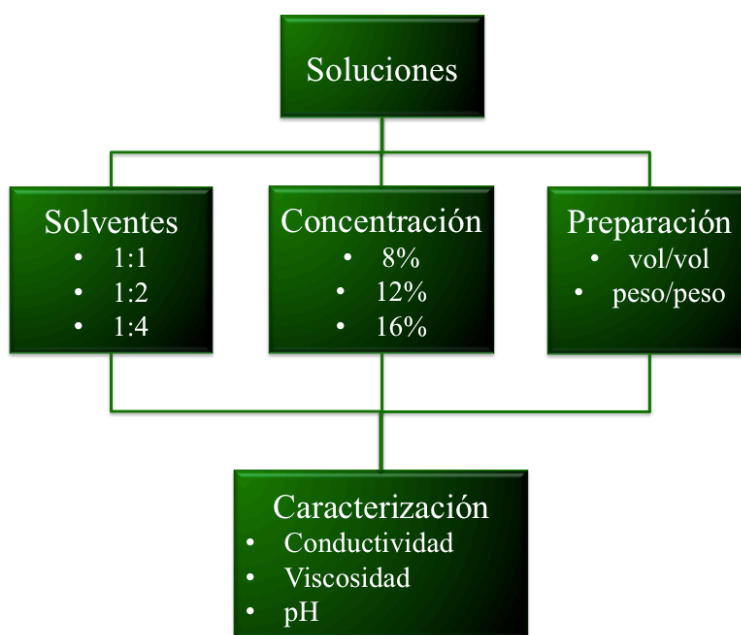 Soluciones
Solventes
• 1:1
• 1:2
• 1:4
Concentración
• 8%
• 12%
• 16%
Preparación
• vol/vol
• peso/peso
Caracterización
• Conductividad
• Viscosidad
• pH